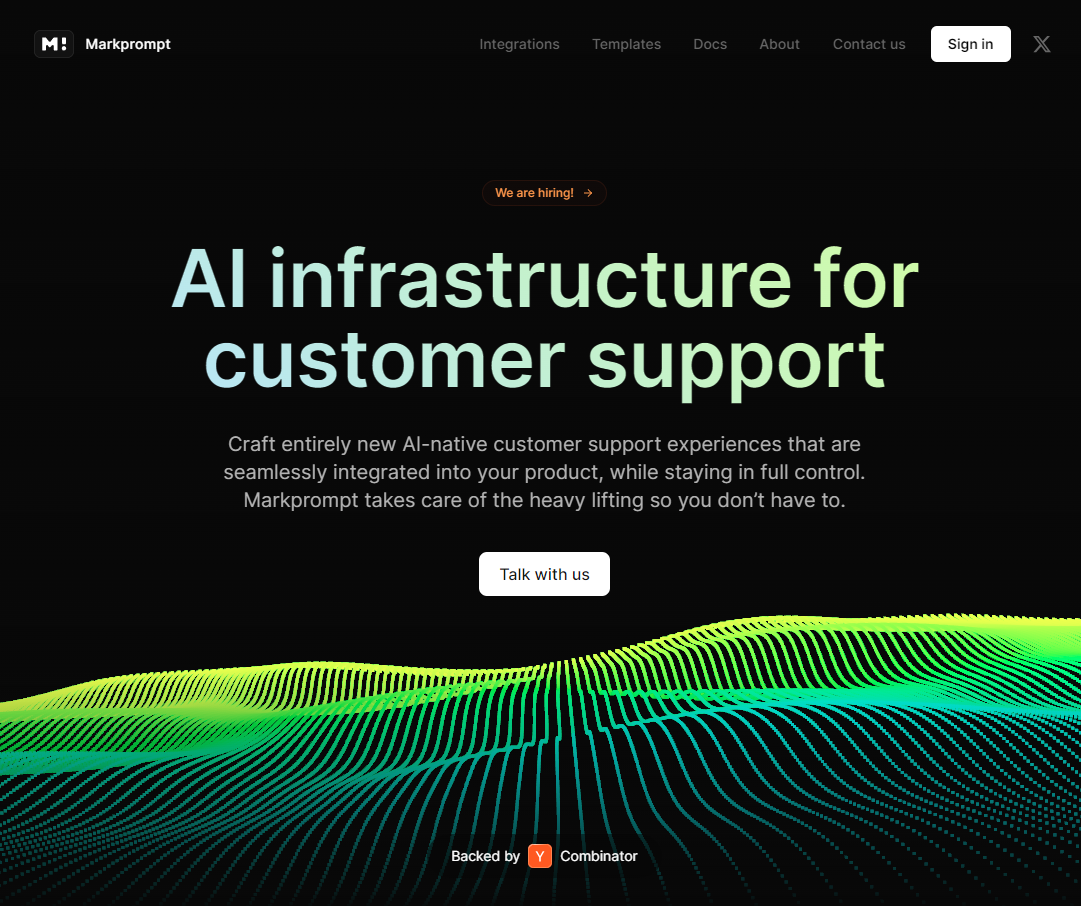 M! Markprompt
Integrations Templates Docs About Contact us Sign in X
We are hiring! →
AI infrastructure for
customer support
Craft entirely new AI-native customer support experiences that are
seamlessly integrated into your product, while staying in full control.
Markprompt takes care of the heavy lifting so you don’t have to.
Talk with us
Backed by Y Combinator